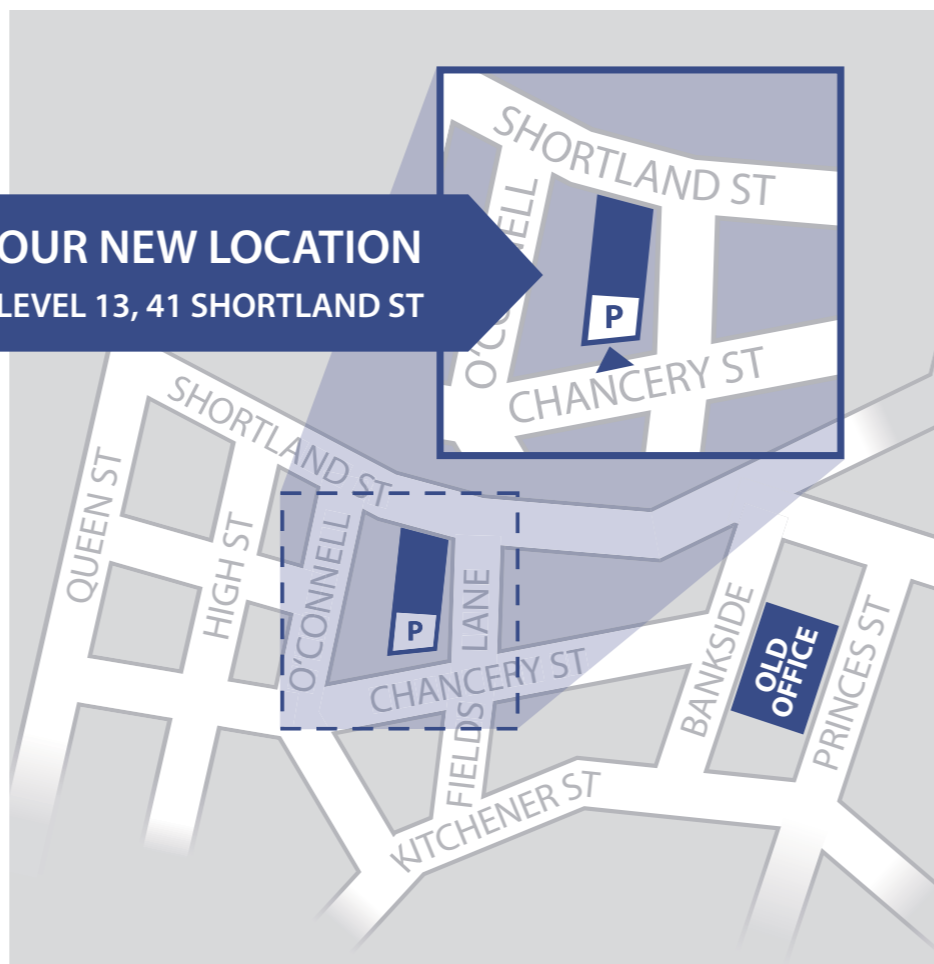 SHORTLAND ST
OUR NEW LOCATION
LEVEL 13, 41 SHORTLAND ST
P
CHANCERY ST
SHORTLAND ST
QUEEN ST
HIGH ST
O'CONNELL
P
FIELDS LANE
CHANCERY ST
BANKSIDE
OLD
OFFICE
PRINCES ST
KITCHENER ST